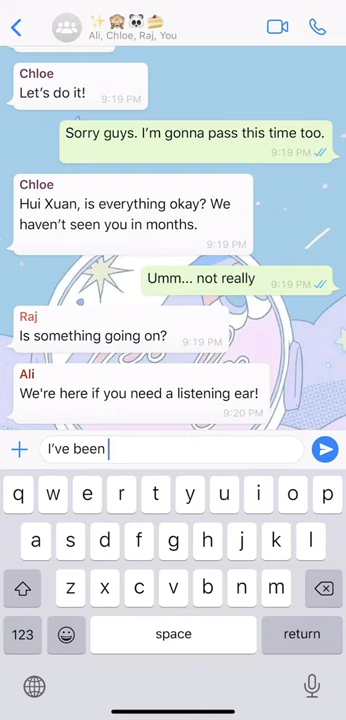 ✨🙈🐼🍰
Ali, Chloe, Raj, You
Chloe
Let’s do it!
9:19 PM
Sorry guys. I’m gonna pass this time too.
9:19 PM
Chloe
Hui Xuan, is everything okay? We
haven’t seen you in months.
9:19 PM
Umm... not really
9:19 PM
Raj
Is something going on?
9:19 PM
Ali
We're here if you need a listening ear!
9:20 PM
I’ve been
q w e r t y u i o p
a s d f g h j k l
z x c v b n m
123 space return